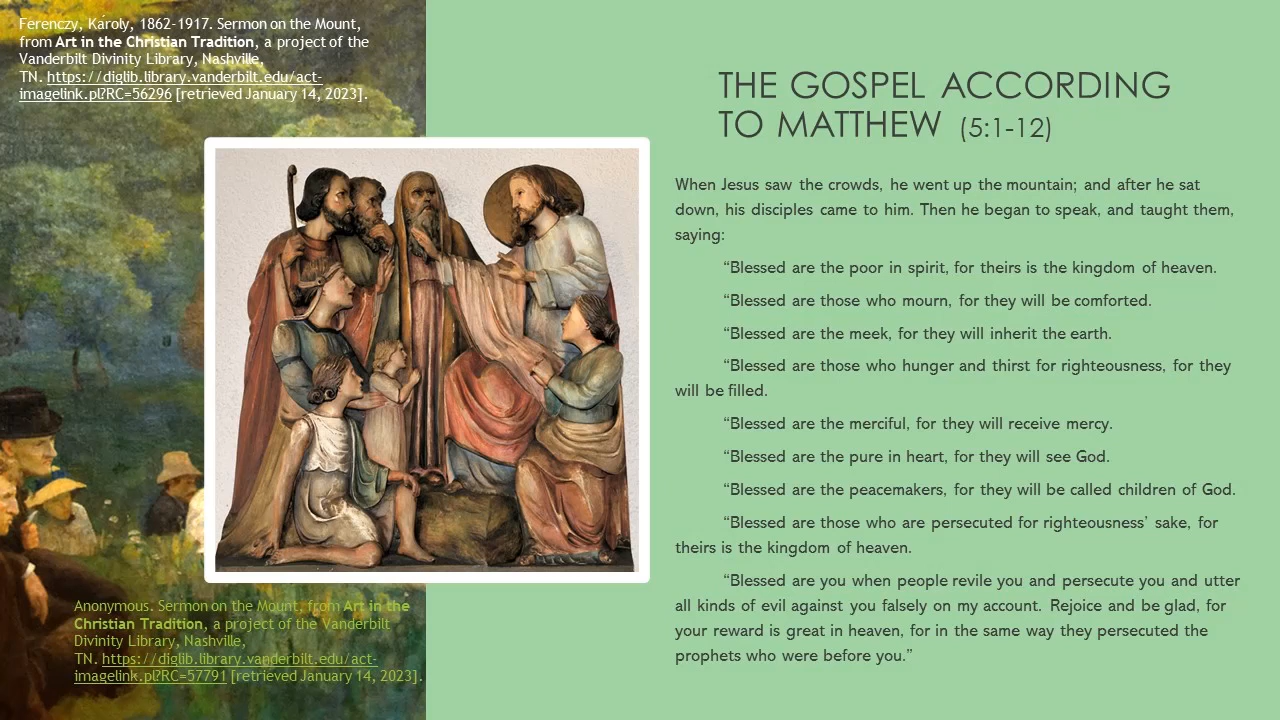 Ferenczy, Károly, 1862-1917. Sermon on the Mount,
from Art in the Christian Tradition, a project of the
Vanderbilt Divinity Library, Nashville,
TN. https://diglib.library.vanderbilt.edu/act-
imagelink.pl?RC=56296 [retrieved January 14, 2023].
THE GOSPEL ACCORDING
TO MATTHEW (5:1-12)
When Jesus saw the crowds, he went up the mountain; and after he sat
down, his disciples came to him. Then he began to speak, and taught them,
saying:
“Blessed are the poor in spirit, for theirs is the kingdom of heaven.
“Blessed are those who mourn, for they will be comforted.
“Blessed are the meek, for they will inherit the earth.
“Blessed are those who hunger and thirst for righteousness, for they
will be filled.
“Blessed are the merciful, for they will receive mercy.
“Blessed are the pure in heart, for they will see God.
“Blessed are the peacemakers, for they will be called children of God.
“Blessed are those who are persecuted for righteousness’ sake, for
theirs is the kingdom of heaven.
“Blessed are you when people revile you and persecute you and utter
all kinds of evil against you falsely on my account. Rejoice and be glad, for
your reward is great in heaven, for in the same way they persecuted the
prophets who were before you.”
Anonymous. Sermon on the Mount, from Art in the
Christian Tradition, a project of the Vanderbilt
Divinity Library, Nashville,
TN. https://diglib.library.vanderbilt.edu/act-
imagelink.pl?RC=57791 [retrieved January 14, 2023].